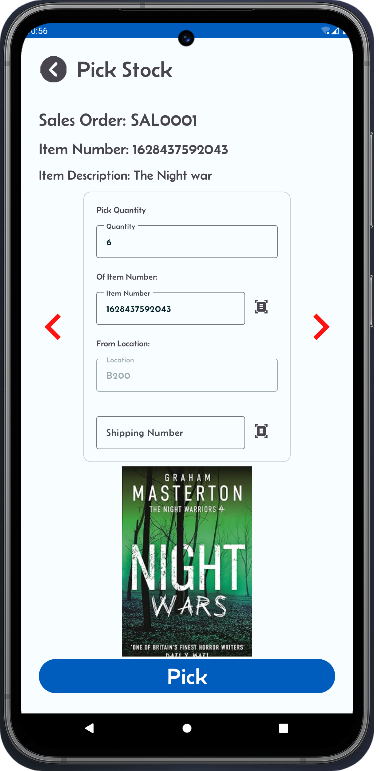 0:56
Pick Stock
Sales Order: SAL0001
Item Number: 1628437592043
Item Description: The Night war
Pick Quantity
Quantity
6
Of Item Number:
Item Number
1628437592043
From Location:
Location
B200
Shipping Number
GRAHAM
MASTERTON
THE NIGHT WARRIORS 4
NIGHT
WARS
'ONE OF BRITAIN'S FINEST HORROR WRITERS'
Pick